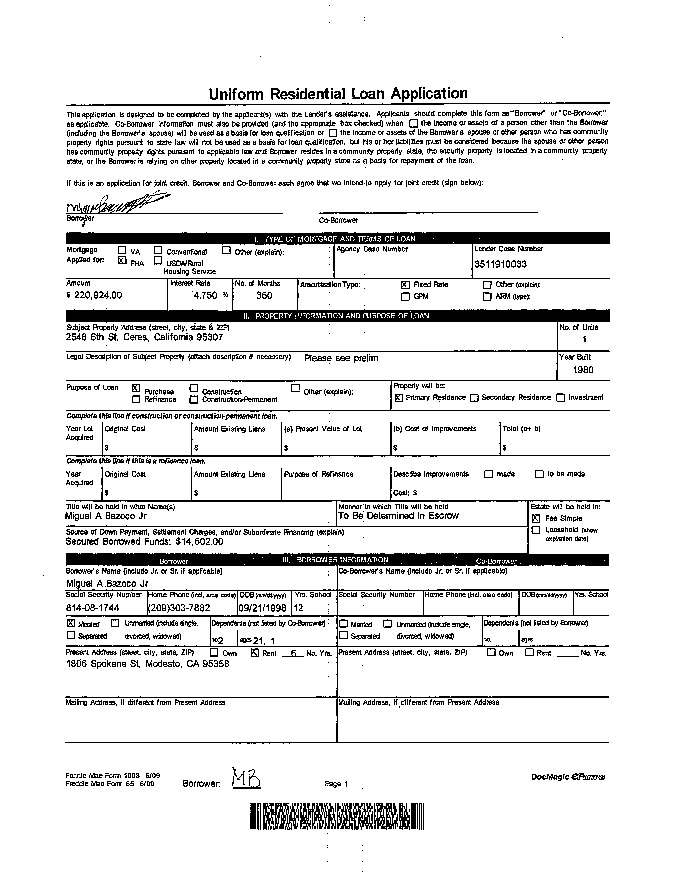 Uniform Residential Loan Application
This application is designed to be completed by the applicant(s) with the Lender's assistance. Applicants should complete this form as "Borrower" or "Co-Borrower,"
as applicable. Co-Borrower information must also be provided (and the appropriate box checked) when ☐ the income or assets of a person other than the Borrower
(including the Borrower's spouse) will be used as a basis for loan qualification or ☐ the income or assets of the Borrower's spouse or other person who has community
property rights pursuant to state law will not be used as a basis for loan qualification, but his or her liabilities must be considered because the spouse or other person
has community property rights pursuant to applicable law and Borrower resides in a community property state, the security property is located in a community property
state, or the Borrower is relying on other property located in a community property state as a basis for repayment of the loan.
If this is an application for joint credit, Borrower and Co-Borrower each agree that we intend to apply for joint credit (sign below):
Borrower Co-Borrower
I. TYPE OF MORTGAGE AND TERMS OF LOAN
Mortgage ☐ VA ☐ Conventional ☐ Other (explain): Agency Case Number Lender Case Number
Applied for: ☒ FHA ☐ USDA/Rural 3511910033
Housing Service
Amount Interest Rate No. of Months Amortization Type: ☒ Fixed Rate ☐ Other (explain):
$ 220,924.00 4.750 % 360 ☐ GPM ☐ ARM (type):
II. PROPERTY INFORMATION AND PURPOSE OF LOAN
Subject Property Address (street, city, state & ZIP) No. of Units
2548 6th St, Ceres, California 95307 1
Legal Description of Subject Property (attach description if necessary) Please see prelim Year Built
1980
Purpose of Loan ☒ Purchase ☐ Construction ☐ Other (explain): Property will be:
☐ Refinance ☐ Construction-Permanent ☒ Primary Residence ☐ Secondary Residence ☐ Investment
Complete this line if construction or construction-permanent loan.
Year Lot Original Cost Amount Existing Liens (a) Present Value of Lot (b) Cost of Improvements Total (a+ b)
Acquired
$ $ $ $ $
Complete this line if this is a refinance loan.
Year Original Cost Amount Existing Liens Purpose of Refinance Describe Improvements ☐ made ☐ to be made
Acquired
$ $ Cost: $
Title will be held in what Name(s) Manner in which Title will be held Estate will be held in:
Miguel A Bazoco Jr To Be Determined In Escrow ☒ Fee Simple
Source of Down Payment, Settlement Charges, and/or Subordinate Financing (explain) ☐ Leasehold (show
Secured Borrowed Funds: $14,602.00 expiration date)
Borrower III. BORROWER INFORMATION Co-Borrower
Borrower's Name (include Jr. or Sr. if applicable) Co-Borrower's Name (include Jr. or Sr. if applicable)
Miguel A Bazoco Jr
Social Security Number Home Phone (incl. area code) DOB (mm/dd/yyyy) Yrs. School Social Security Number Home Phone (incl. area code) DOB (mm/dd/yyyy) Yrs. School
614-08-1744 (209)303-7882 09/21/1998 12
☒ Married ☐ Unmarried (include single, Dependents (not listed by Co-Borrower) ☐ Married ☐ Unmarried (include single, Dependents (not listed by Borrower)
☐ Separated divorced, widowed) no. 2 ages 21, 1 ☐ Separated divorced, widowed) no. ages
Present Address (street, city, state, ZIP) ☐ Own ☒ Rent 5 No. Yrs. Present Address (street, city, state, ZIP) ☐ Own ☐ Rent No. Yrs.
1806 Spokane St, Modesto, CA 95358
Mailing Address, if different from Present Address Mailing Address, if different from Present Address
Fannie Mae Form 1003 6/09
Freddie Mac Form 65 6/09 Borrower: MB Page 1 DocMagic eForms